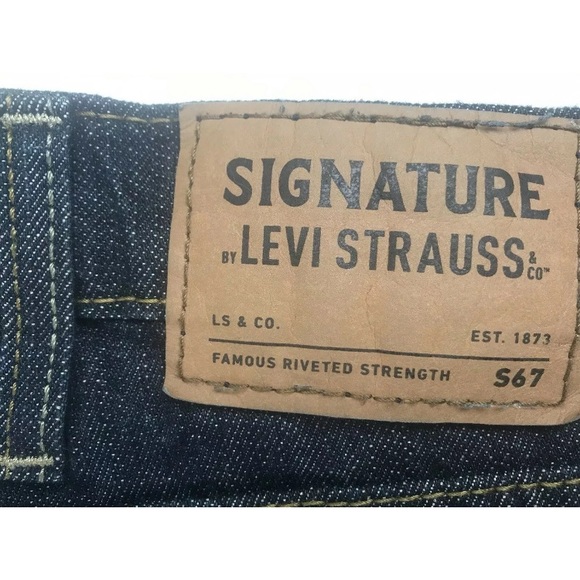 SIGNATURE
BY LEVI STRAUSS & CO™
LS & CO.
EST. 1873
FAMOUS RIVETED STRENGTH S67